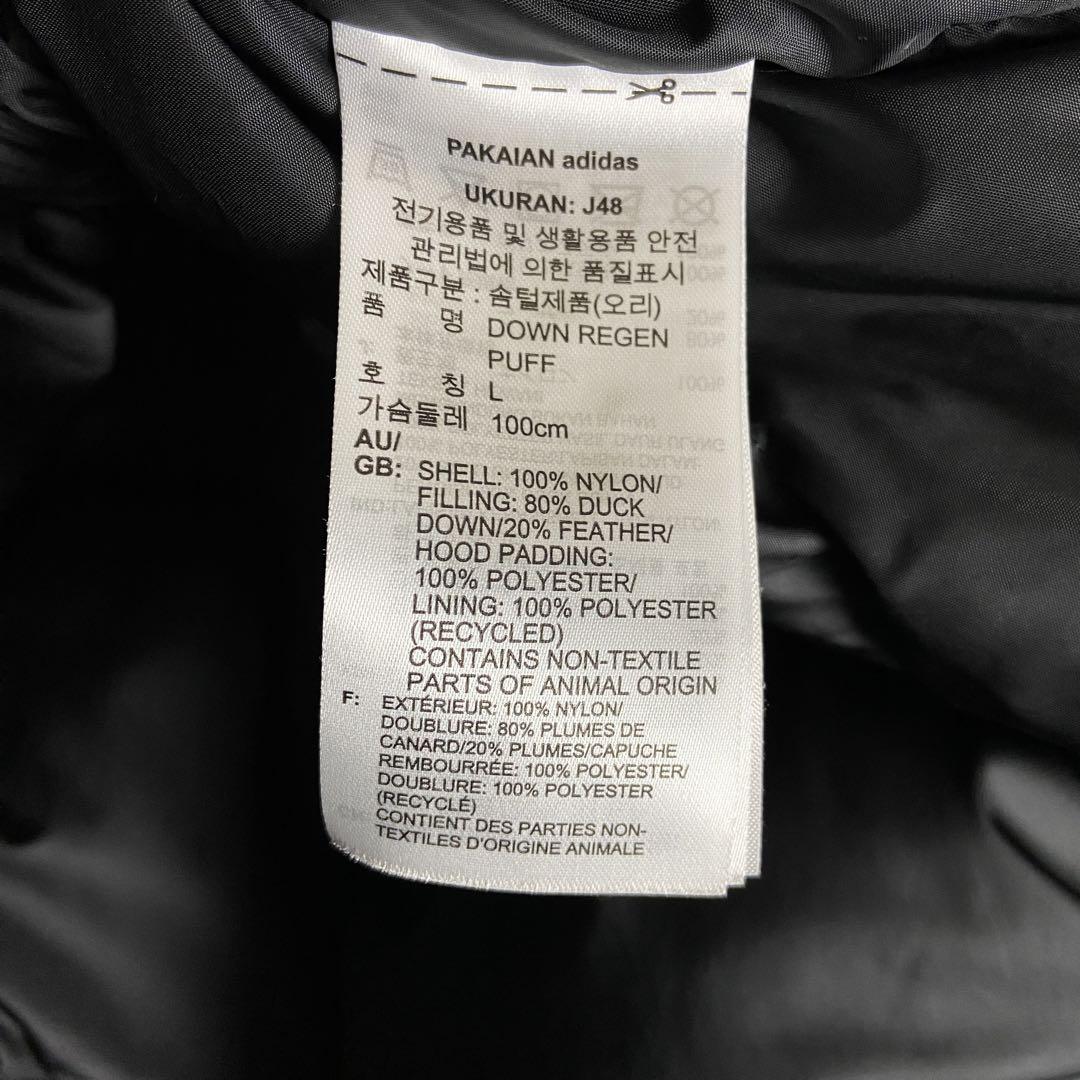 PAKAIAN adidas
UKURAN: J48
전기용품 및 생활용품 안전
관리법에 의한 품질표시
제품구분 : 솜털제품(오리)
품 명 DOWN REGEN
PUFF
호 칭 L
가슴둘레 100cm
AU/
GB: SHELL: 100% NYLON/
FILLING: 80% DUCK
DOWN/20% FEATHER/
HOOD PADDING:
100% POLYESTER/
LINING: 100% POLYESTER
(RECYCLED)
CONTAINS NON-TEXTILE
PARTS OF ANIMAL ORIGIN
F: EXTÉRIEUR: 100% NYLON/
DOUBLURE: 80% PLUMES DE
CANARD/20% PLUMES/CAPUCHE
REMBOURRÉE: 100% POLYESTER/
DOUBLURE: 100% POLYESTER
(RECYCLÉ)
CONTIENT DES PARTIES NON-
TEXTILES D'ORIGINE ANIMALE